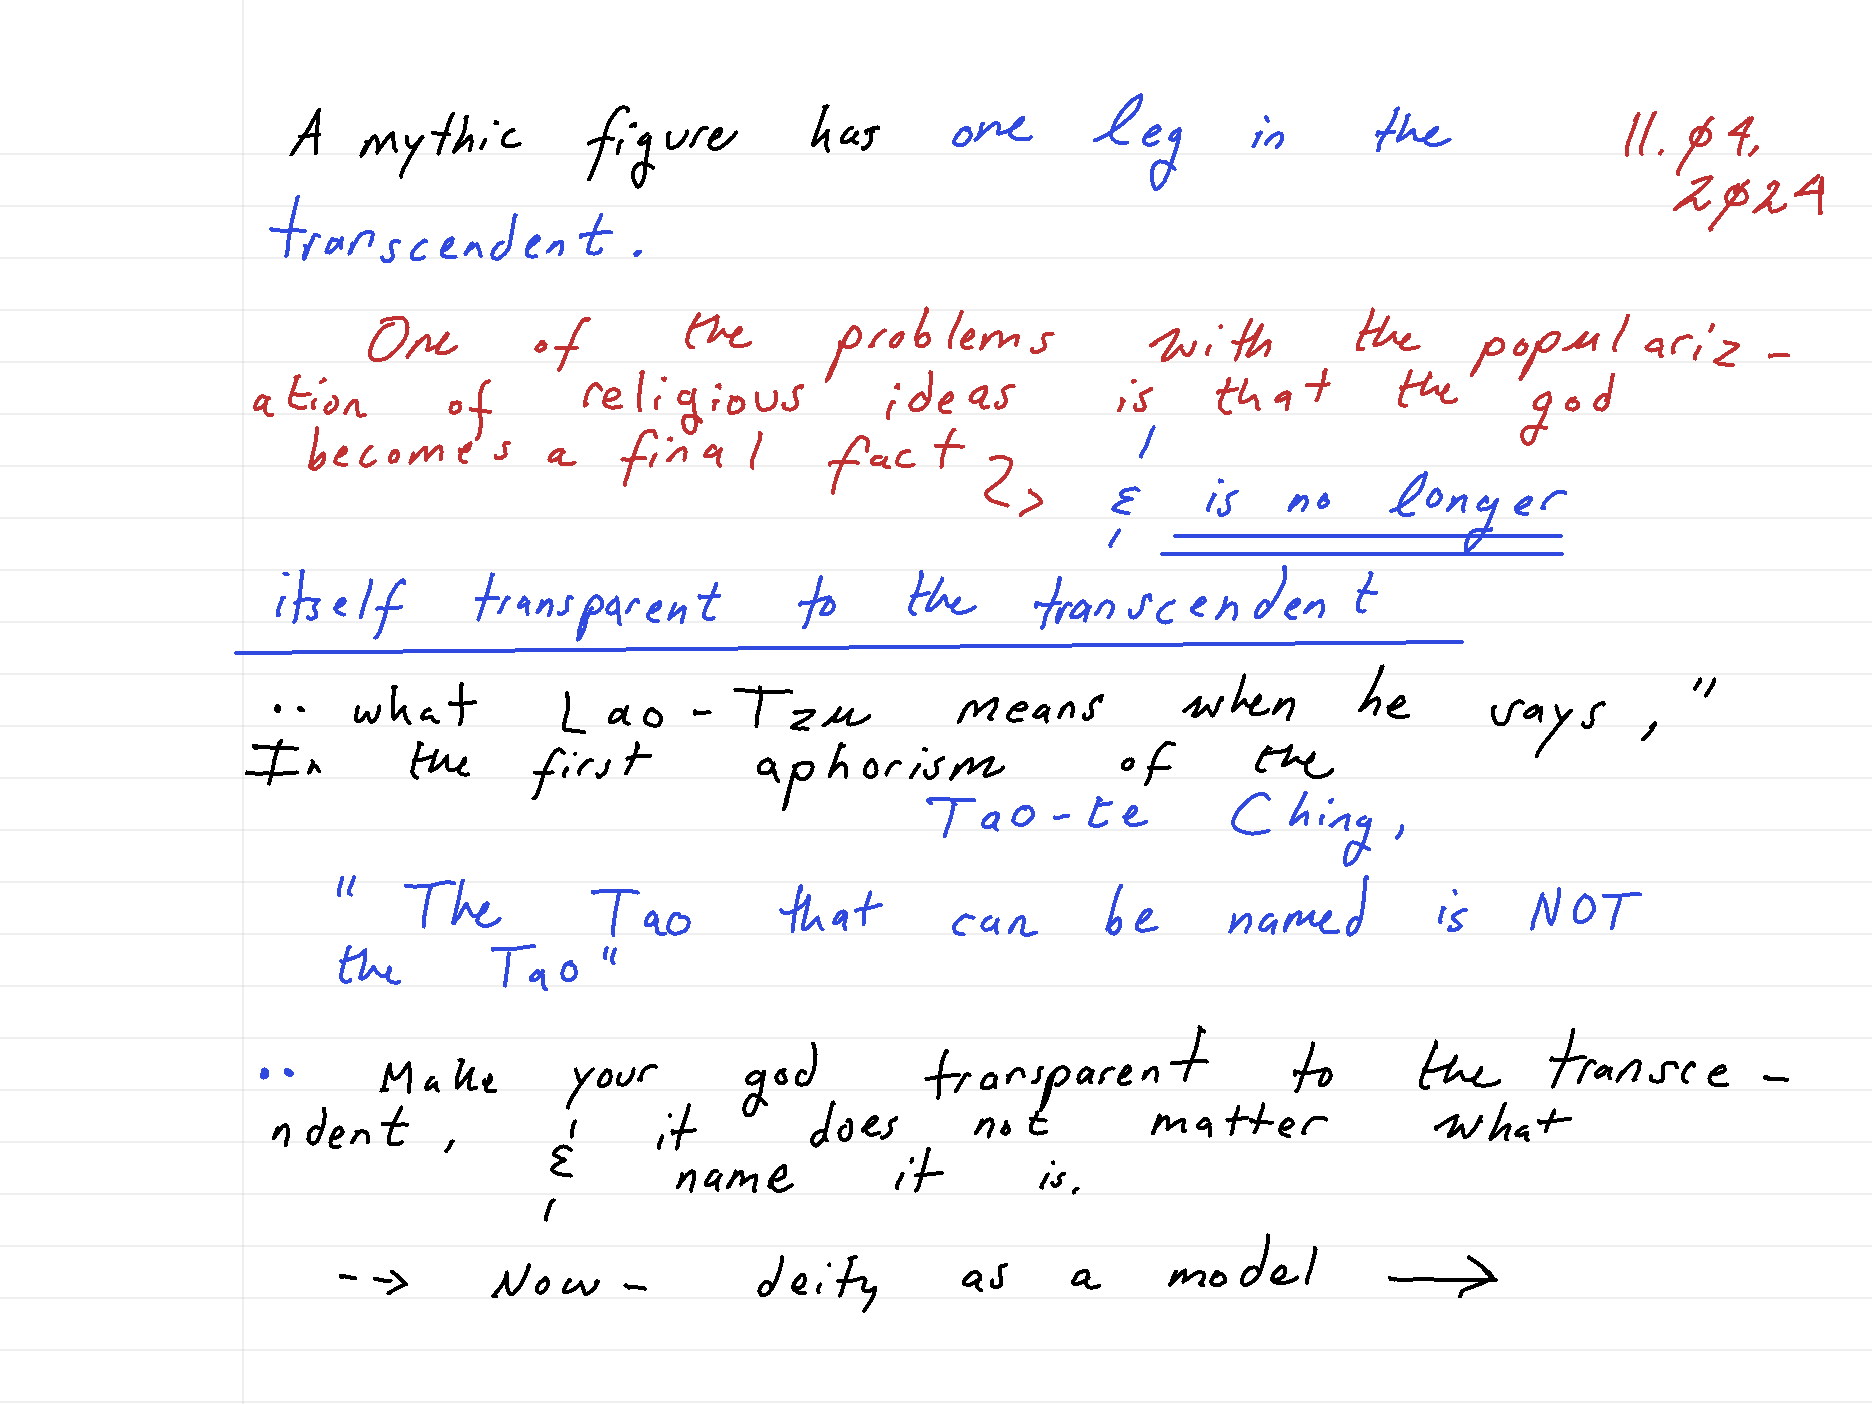 A mythic figure has one leg in the
11.04,
2024
transcendent.
One of the problems with the populariz-
ation of religious ideas is that the god
becomes a final fact
& is no longer
itself transparent to the transcendent
.. what Lao-Tzu means when he says,"
In the first aphorism of the
Tao-te Ching,
"The Tao that can be named is NOT
the Tao"
.. Make your god transparent to the transce-
ndent, & it does not matter what
name it is.
--> Now- deity as a model →